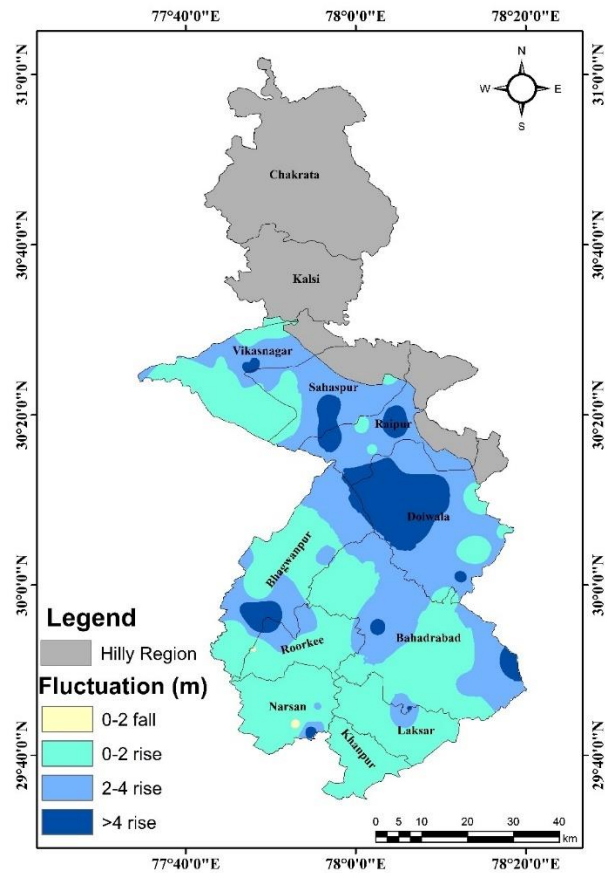 77°40'0"E 78°0'0"E 78°20'0"E
N
W E
S
31°0'0"N 31°0'0"N
Chakrata
30°40'0"N 30°40'0"N
Kalsi
Vikasnagar
Sahaspur
30°20'0"N 30°20'0"N
Raipur
Doiwala
Bhagwanpur
30°0'0"N 30°0'0"N
Bahadrabad
Roorkee
Narsan
Laksar
Khanpur
29°40'0"N 29°40'0"N
Legend
Hilly Region
Fluctuation (m)
0-2 fall
0-2 rise
2-4 rise
>4 rise
0 5 10 20 30 40
km
77°40'0"E 78°0'0"E 78°20'0"E